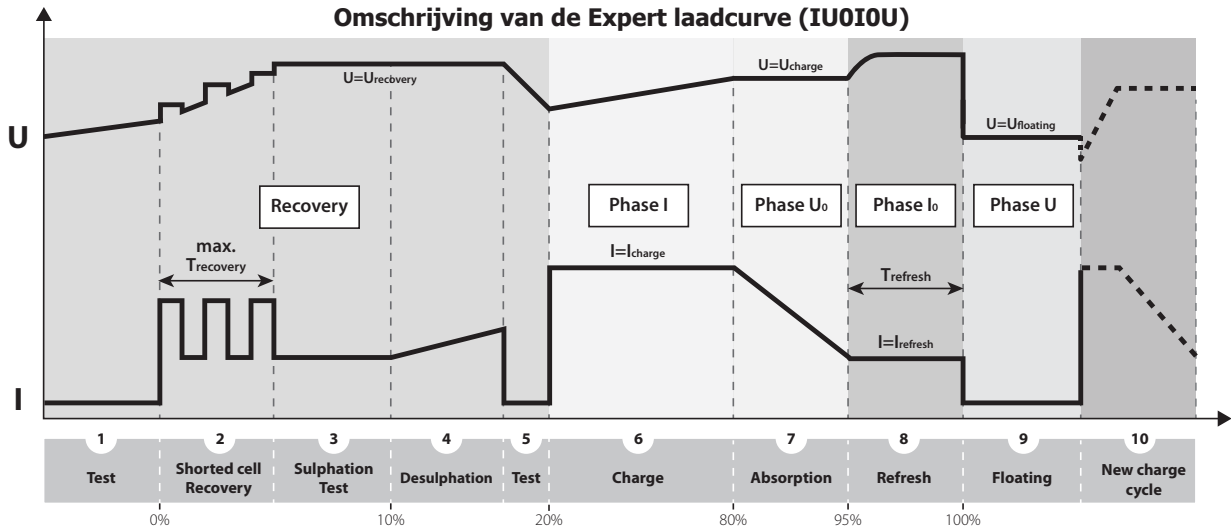 Omschrijving van de Expert laadcurve (IU0I0U)
U=Urecovery
U=Ucharge
U
U=Ufloating
Recovery
Phase I
Phase U0
Phase I0
Phase U
max.
Trecovery
I=Icharge
Trefresh
I=Irefresh
I
1 2 3 4 5 6 7 8 9 10
Test
Shorted cell
Recovery
Sulphation
Test
Desulphation
Test
Charge
Absorption
Refresh
Floating
New charge
cycle
0% 10% 20% 80% 95% 100%